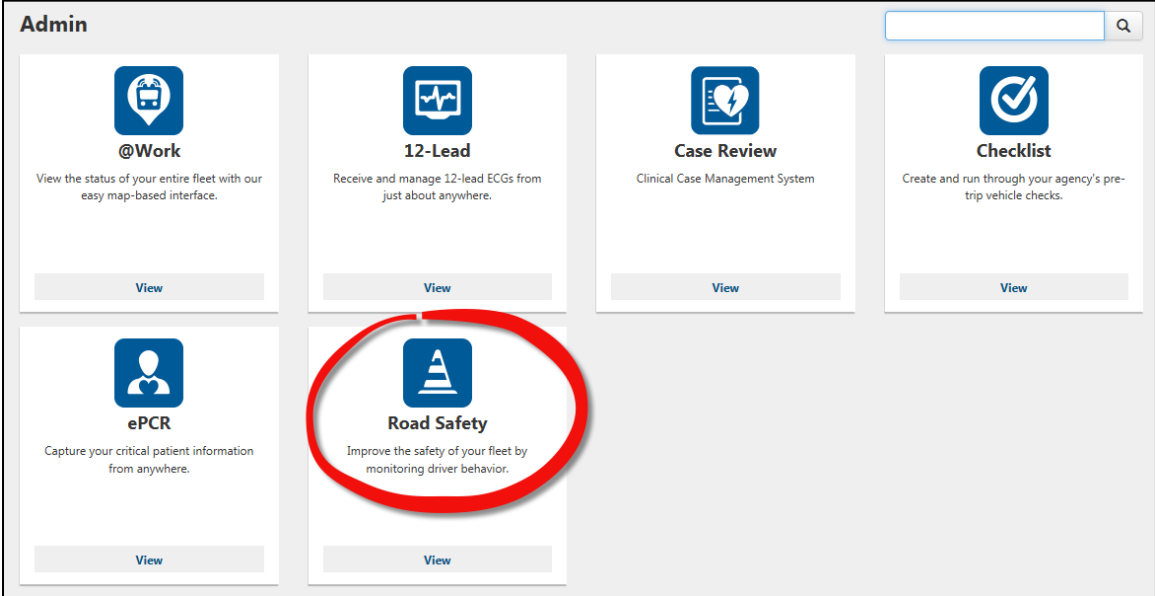 Admin
@Work
View the status of your entire fleet with our
easy map-based interface.
View
12-Lead
Receive and manage 12-lead ECGs from
just about anywhere.
View
Case Review
Clinical Case Management System
View
Checklist
Create and run through your agency's pre-
trip vehicle checks.
View
ePCR
Capture your critical patient information
from anywhere.
View
Road Safety
Improve the safety of your fleet by
monitoring driver behavior.
View